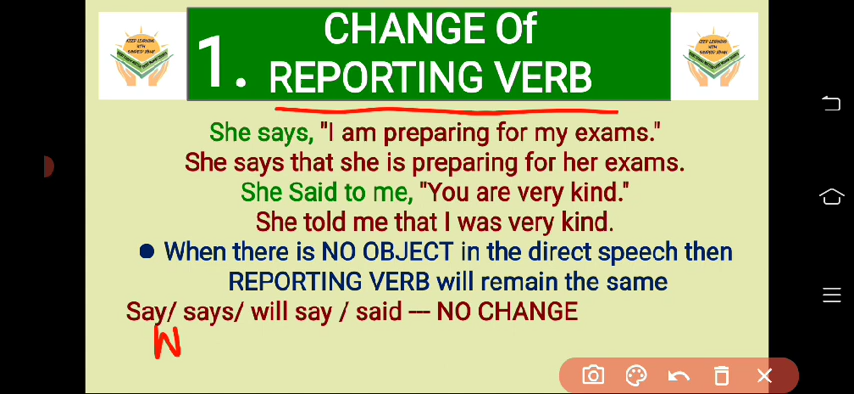 1.
CHANGE Of
REPORTING VERB
She says, "I am preparing for my exams."
She says that she is preparing for her exams.
She Said to me, "You are very kind."
She told me that I was very kind.
● When there is NO OBJECT in the direct speech then
REPORTING VERB will remain the same
Say/ says/ will say / said --- NO CHANGE